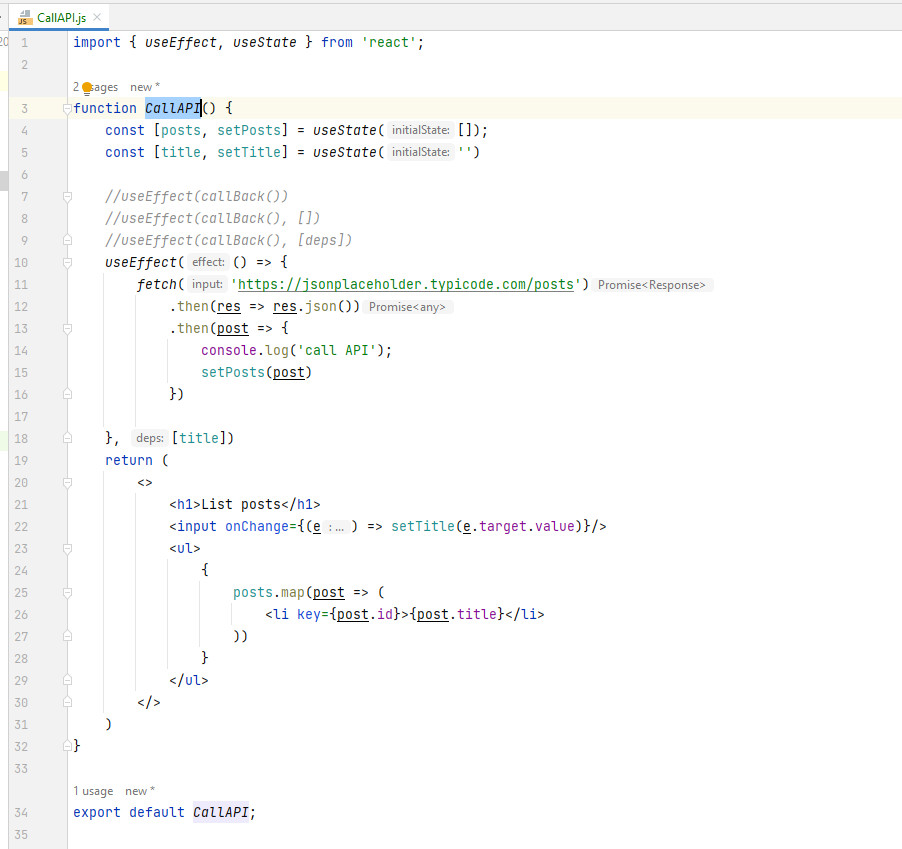 CallAPI.js
1 import { useEffect, useState } from 'react';
2
2 usages new *
3 function CallAPI() {
4 const [posts, setPosts] = useState( initialState: []);
5 const [title, setTitle] = useState( initialState: '')
6
7 //useEffect(callBack())
8 //useEffect(callBack(), [])
9 //useEffect(callBack(), [deps])
10 useEffect( effect: () => {
11 fetch( input: 'https://jsonplaceholder.typicode.com/posts') Promise<Response>
12 .then(res => res.json()) Promise<any>
13 .then(post => {
14 console.log('call API');
15 setPosts(post)
16 })
17
18 }, deps: [title])
19 return (
20 <>
21 <h1>List posts</h1>
22 <input onChange={(e : ... ) => setTitle(e.target.value)}/>
23 <ul>
24 {
25 posts.map(post => (
26 <li key={post.id}>{post.title}</li>
27 ))
28 }
29 </ul>
30 </>
31 )
32 }
33
1 usage new *
34 export default CallAPI;
35